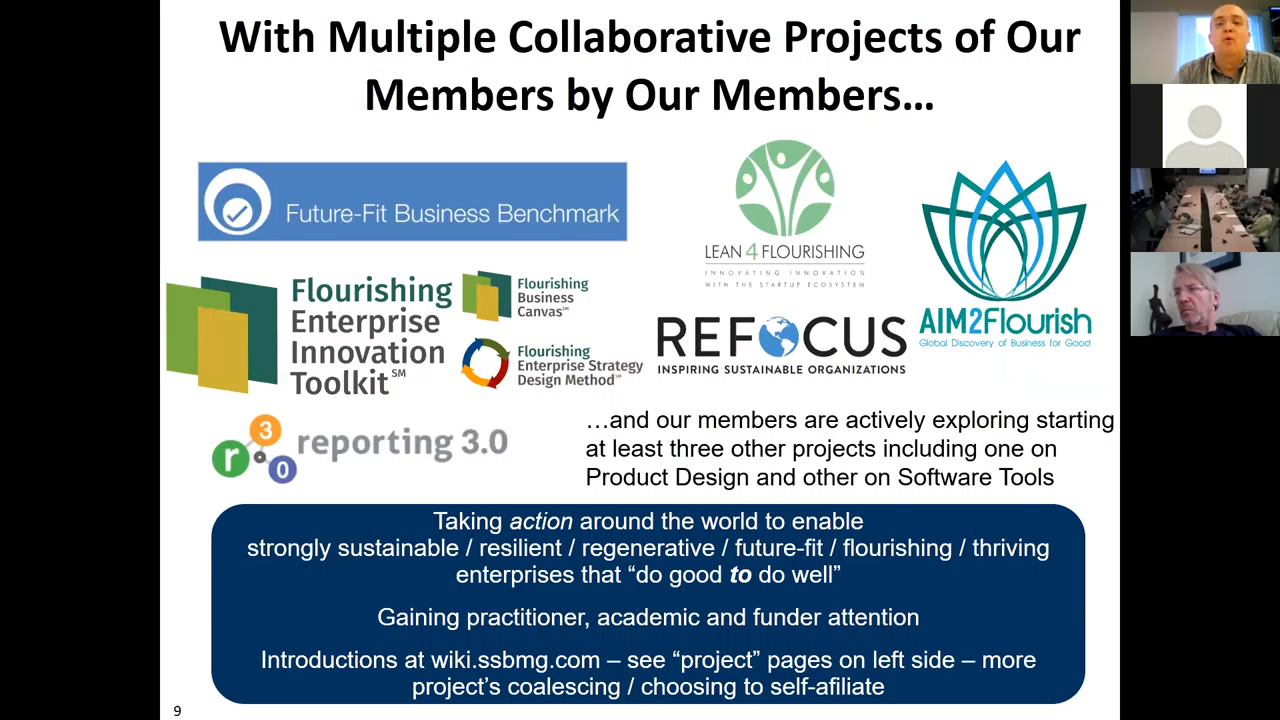 With Multiple Collaborative Projects of Our
Members by Our Members…
Future-Fit Business Benchmark
LEAN 4 FLOURISHING
INNOVATING INNOVATION
WITH THE STARTUP ECOSYSTEM
AIM2Flourish
Global Discovery of Business for Good
Flourishing
Enterprise
Innovation
Toolkit℠
Flourishing
Business
Canvas℠
Flourishing
Enterprise Strategy
Design Method℠
REFOCUS
INSPIRING SUSTAINABLE ORGANIZATIONS
r 3 0
reporting 3.0
…and our members are actively exploring starting
at least three other projects including one on
Product Design and other on Software Tools
Taking action around the world to enable
strongly sustainable / resilient / regenerative / future-fit / flourishing / thriving
enterprises that “do good to do well”
Gaining practitioner, academic and funder attention
Introductions at wiki.ssbmg.com – see “project” pages on left side – more
project’s coalescing / choosing to self-afiliate
9